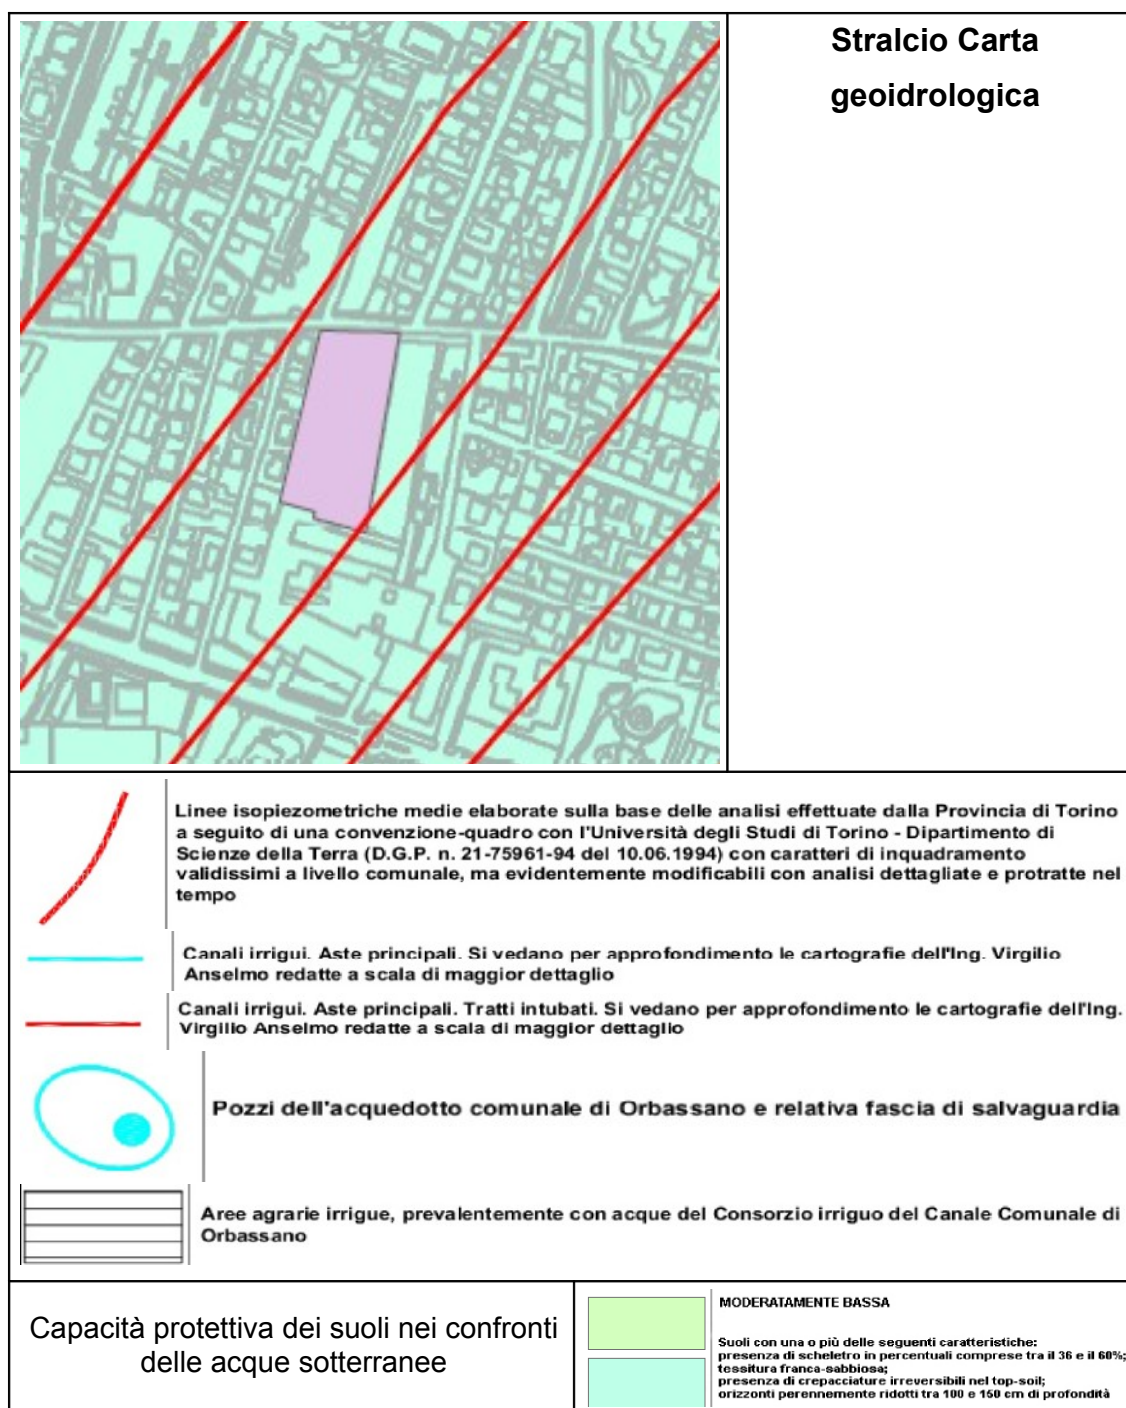 Stralcio Carta
geoidrologica
Linee isopiezometriche medie elaborate sulla base delle analisi effettuate dalla Provincia di Torino
a seguito di una convenzione-quadro con l'Università degli Studi di Torino - Dipartimento di
Scienze della Terra (D.G.P. n. 21-75961-94 del 10.06.1994) con caratteri di inquadramento
validissimi a livello comunale, ma evidentemente modificabili con analisi dettagliate e protratte nel
tempo
Canali irrigui. Aste principali. Si vedano per approfondimento le cartografie dell'Ing. Virgilio
Anselmo redatte a scala di maggior dettaglio
Canali irrigui. Aste principali. Tratti intubati. Si vedano per approfondimento le cartografie dell'Ing.
Virgilio Anselmo redatte a scala di maggior dettaglio
Pozzi dell'acquedotto comunale di Orbassano e relativa fascia di salvaguardia
Aree agrarie irrigue, prevalentemente con acque del Consorzio irriguo del Canale Comunale di
Orbassano
Capacità protettiva dei suoli nei confronti
delle acque sotterranee
MODERATAMENTE BASSA
Suoli con una o più delle seguenti caratteristiche:
presenza di scheletro in percentuali comprese tra il 36 e il 60%;
tessitura franca-sabbiosa;
presenza di crepacciature irreversibili nel top-soil;
orizzonti perennemente ridotti tra 100 e 150 cm di profondità